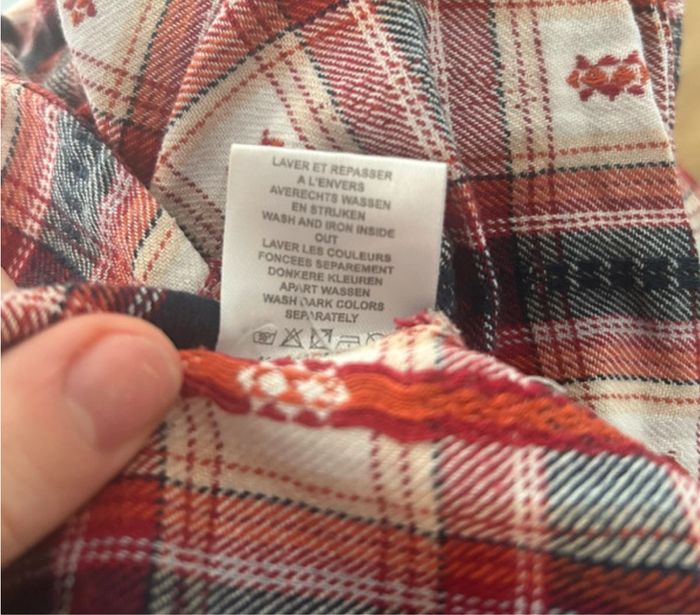 LAVER ET REPASSER
A L'ENVERS
AVERECHTS WASSEN
EN STRIJKEN
WASH AND IRON INSIDE
OUT
LAVER LES COULEURS
FONCEES SEPAREMENT
DONKERE KLEUREN
APART WASSEN
WASH DARK COLORS
SEPARATELY